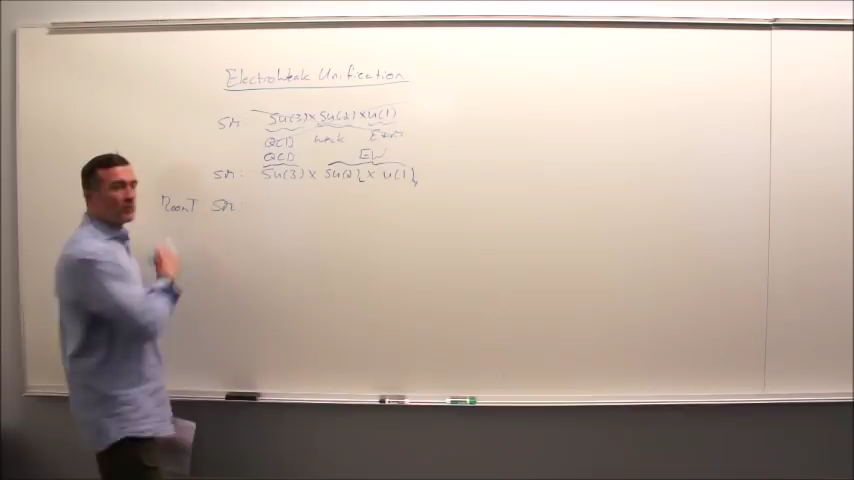 Electroweak Unification
SM SU(3) x SU(2) x U(1)
QCD weak E+M
QCD EW
SM: SU(3) x SU(2)L x U(1)Y
Room T SM